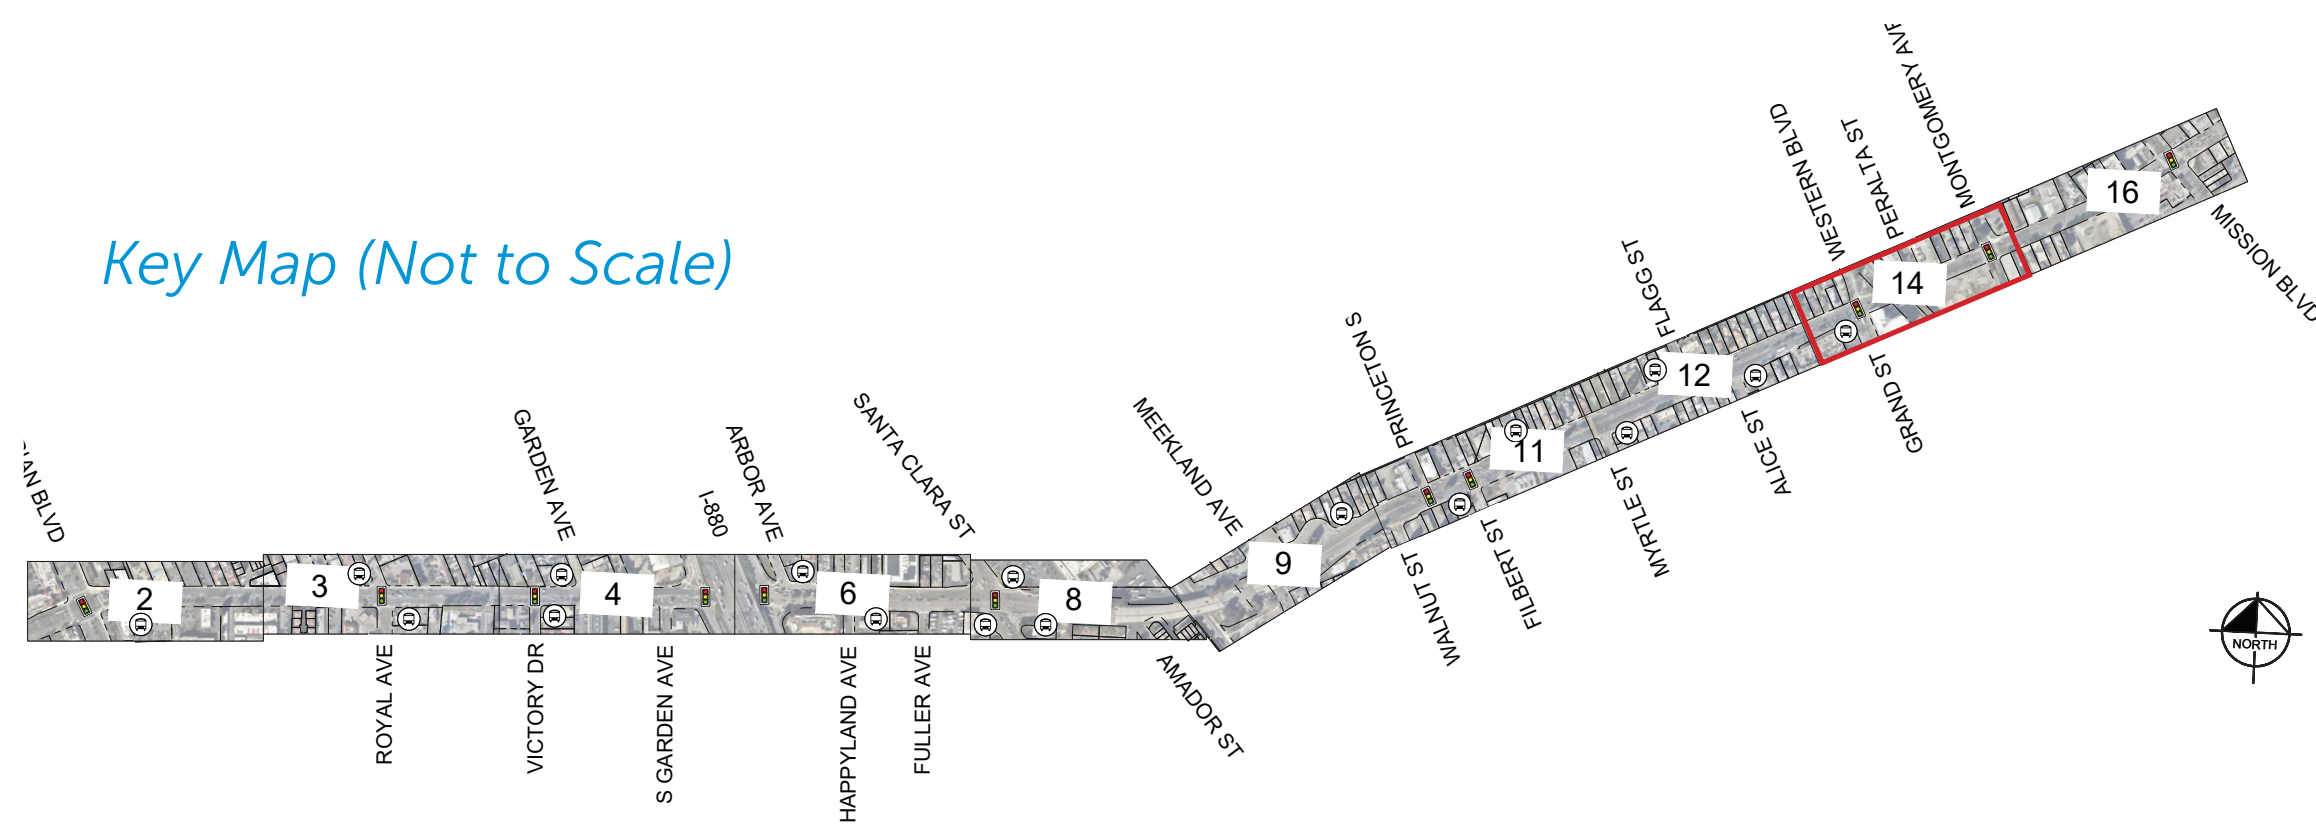 Key Map (Not to Scale)
BLVD
GARDEN AVE
I-880
ARBOR AVE
SANTA CLARA ST
MEEKLAND AVE
PRINCETON S
FLAGG ST
WESTERN BLVD
PERALTA ST
MONTGOMERY AVE
2
3
4
6
8
9
11
12
14
16
ROYAL AVE
VICTORY DR
S GARDEN AVE
HAPPYLAND AVE
FULLER AVE
AMADOR ST
WALNUT ST
FILBERT ST
MYRTLE ST
ALICE ST
GRAND ST
MISSION BLVD
NORTH